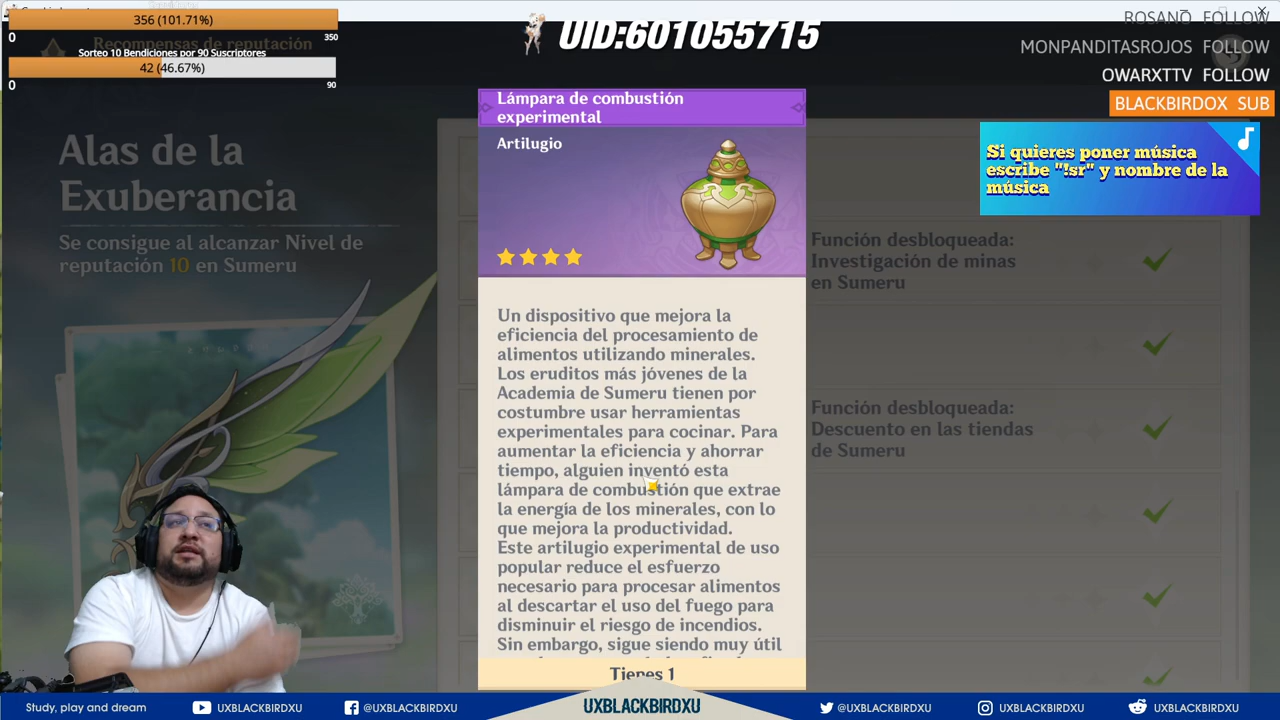 356 (101.71%)
0
350
Recompensas de reputación
Sorteo 10 Bendiciones por 90 Suscriptores
42 (46.67%)
0
90
UID:601055715
ROSANŌ FOLLOW
MONPANDITASROJOS FOLLOW
OWARXTTV FOLLOW
BLACKBIRDOX SUB
Si quieres poner música
escribe "!sr" y nombre de la
música
Alas de la
Exuberancia
Se consigue al alcanzar Nivel de
reputación 10 en Sumeru
Lámpara de combustión
experimental
Artilugio
Un dispositivo que mejora la
eficiencia del procesamiento de
alimentos utilizando minerales.
Los eruditos más jóvenes de la
Academia de Sumeru tienen por
costumbre usar herramientas
experimentales para cocinar. Para
aumentar la eficiencia y ahorrar
tiempo, alguien inventó esta
lámpara de combustión que extrae
la energía de los minerales, con lo
que mejora la productividad.
Este artilugio experimental de uso
popular reduce el esfuerzo
necesario para procesar alimentos
al descartar el uso del fuego para
disminuir el riesgo de incendios.
Sin embargo, sigue siendo muy útil
Tienes 1
Función desbloqueada:
Investigación de minas
en Sumeru
Función desbloqueada:
Descuento en las tiendas
de Sumeru
Study, play and dream
UXBLACKBIRDXU
@UXBLACKBIRDXU
UXBLACKBIRDXU
@UXBLACKBIRDXU
UXBLACKBIRDXU
UXBLACKBIRDXU